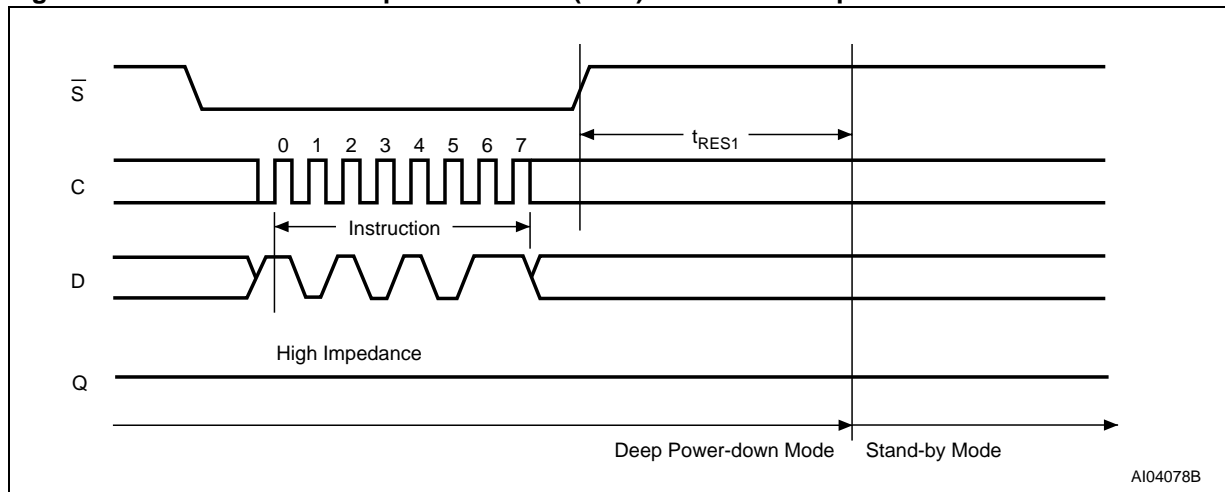 S̅
0 1 2 3 4 5 6 7
tRES1
C
Instruction
D
High Impedance
Q
Deep Power-down Mode Stand-by Mode
AI04078B